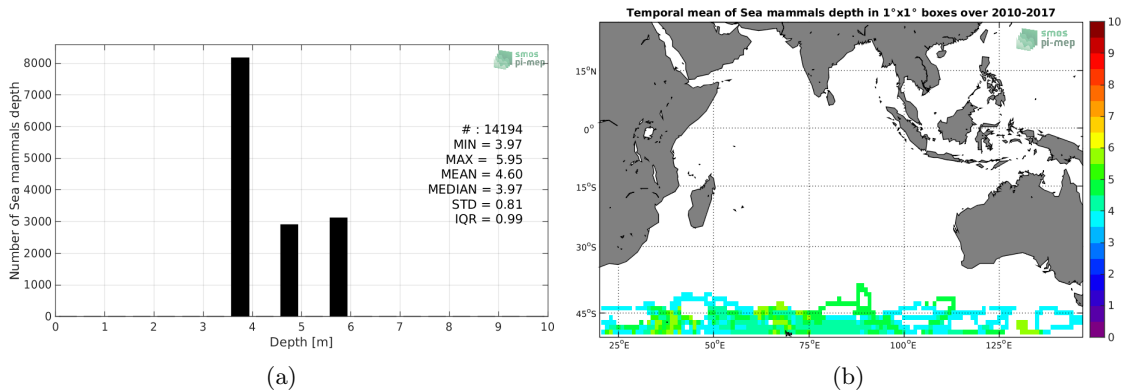 smos
pi-mep
8000
7000
6000
5000
4000
3000
2000
1000
0
Number of Sea mammals depth
# : 14194
MIN = 3.97
MAX = 5.95
MEAN = 4.60
MEDIAN = 3.97
STD = 0.81
IQR = 0.99
0 1 2 3 4 5 6 7 8 9 10
Depth [m]
(a)
Temporal mean of Sea mammals depth in 1°x1° boxes over 2010-2017
smos
pi-mep
15°N
0°
15°S
30°S
45°S
25°E 50°E 75°E 100°E 125°E
10
9
8
7
6
5
4
3
2
1
0
(b)